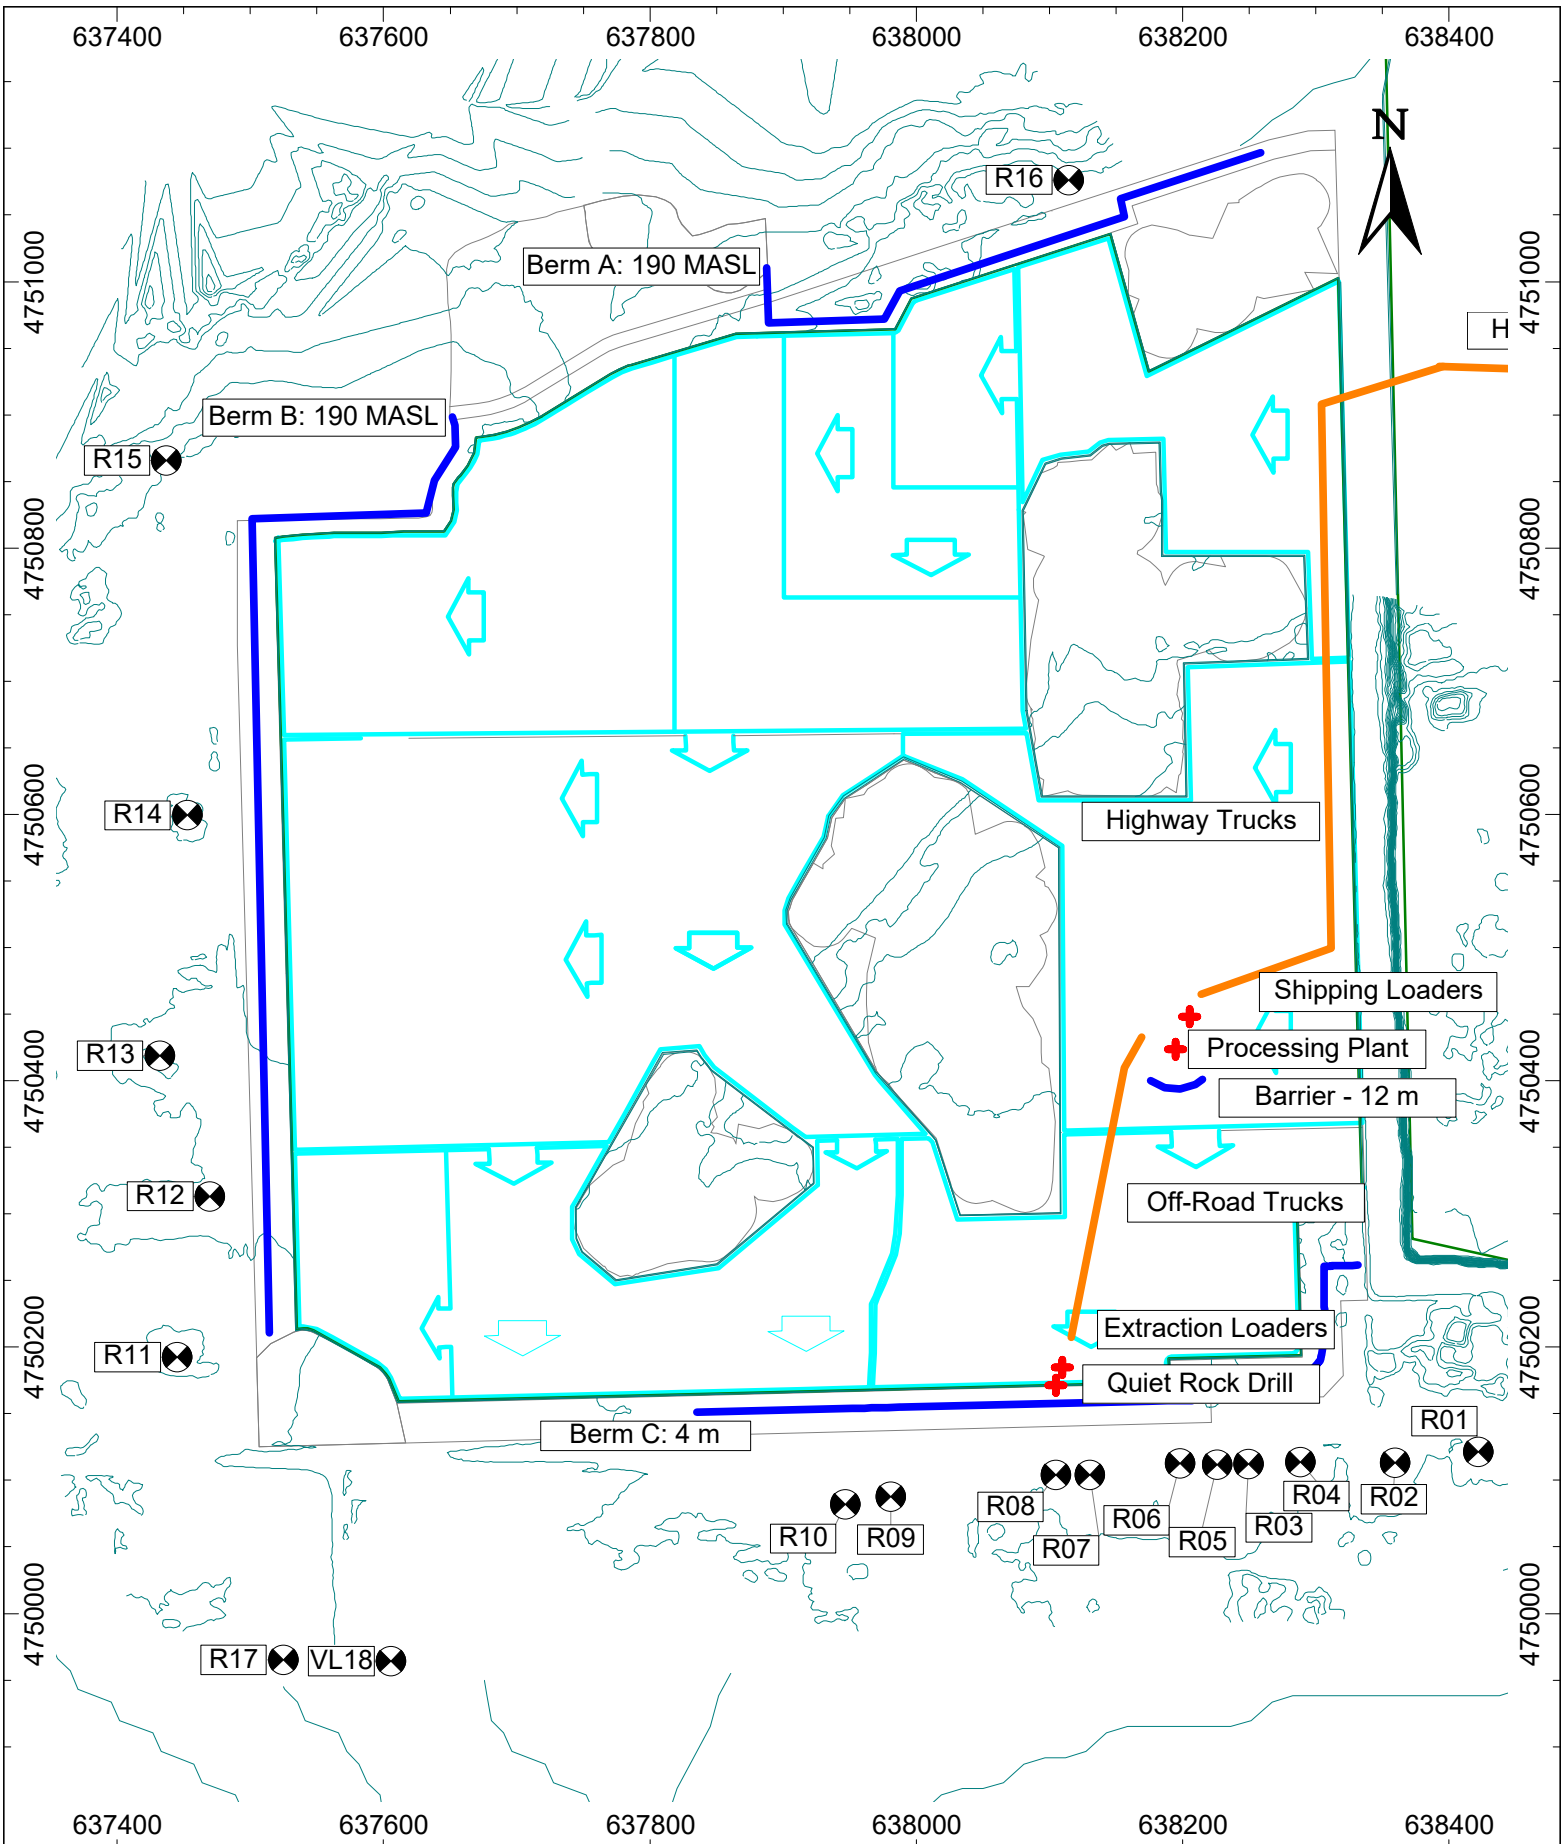 637400 637600 637800 638000 638200 638400
N
R16
Berm A: 190 MASL
4751000
4751000
H
Berm B: 190 MASL
R15
4750800
4750800
R14
Highway Trucks
4750600
4750600
Shipping Loaders
R13
Processing Plant
4750400
4750400
Barrier - 12 m
R12
Off-Road Trucks
R11
Extraction Loaders
4750200
4750200
Quiet Rock Drill
Berm C: 4 m
R01
R08
R04
R02
R10
R09
R06
R03
R07
R05
4750000
4750000
R17
VL18
637400 637600 637800 638000 638200 638400